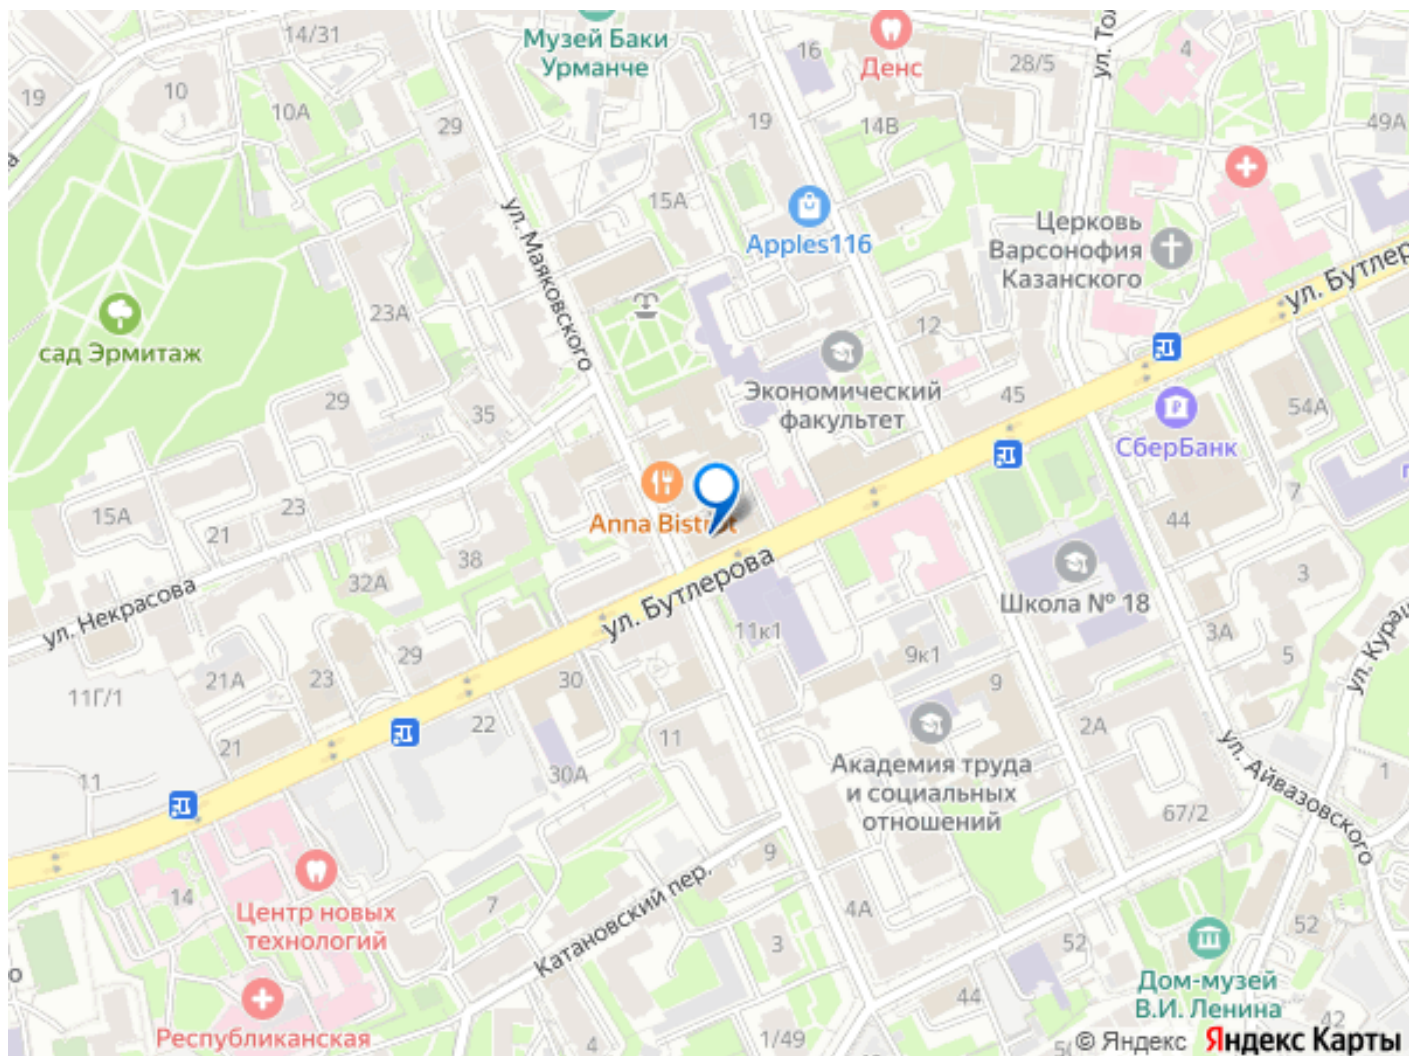 14/31
Музей Баки
Урманче
16
Денс
28/5
ул. Тол
4
19
10
10А
29
19
14В
49А
а
15А
ул. Маяковского
Apples116
Церковь
Варсонофия
Казанского
ул. Бутлер
23А
12
сад Эрмитаж
29
35
Экономический
факультет
45
54А
СберБанк
Anna Bistrot
15А
23
21
38
32А
44
7
ул. Некрасова
ул. Бутлерова
Школа № 18
3
3А
5
ул. Кураш
11Г/1
21А
23
29
30
11к1
9к1
9
21
22
11
2А
11
30А
Академия труда
и социальных
отношений
ул. Айвазовского
1
67/2
14
7
9
Катановский пер.
4А
Центр новых
технологий
3
52
52
о
Дом-музей
В.И. Ленина
44
42
Республиканская
4
1/49
© Яндекс Яндекс Карты